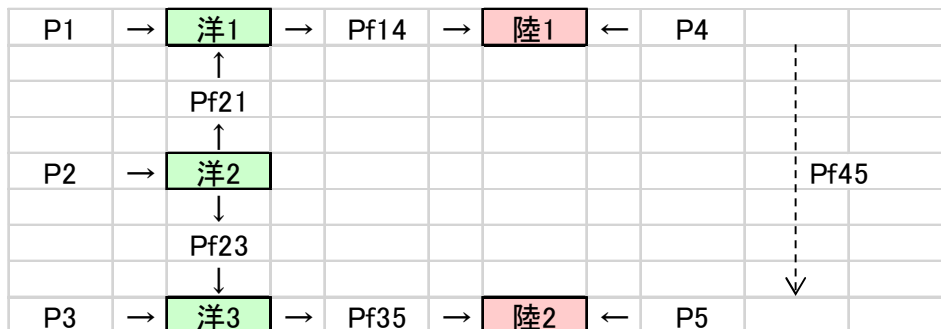 P1 → 洋1 → Pf14 → 陸1 ← P4
↑
Pf21
↑
P2 → 洋2 Pf45
↓
Pf23
↓
P3 → 洋3 → Pf35 → 陸2 ← P5